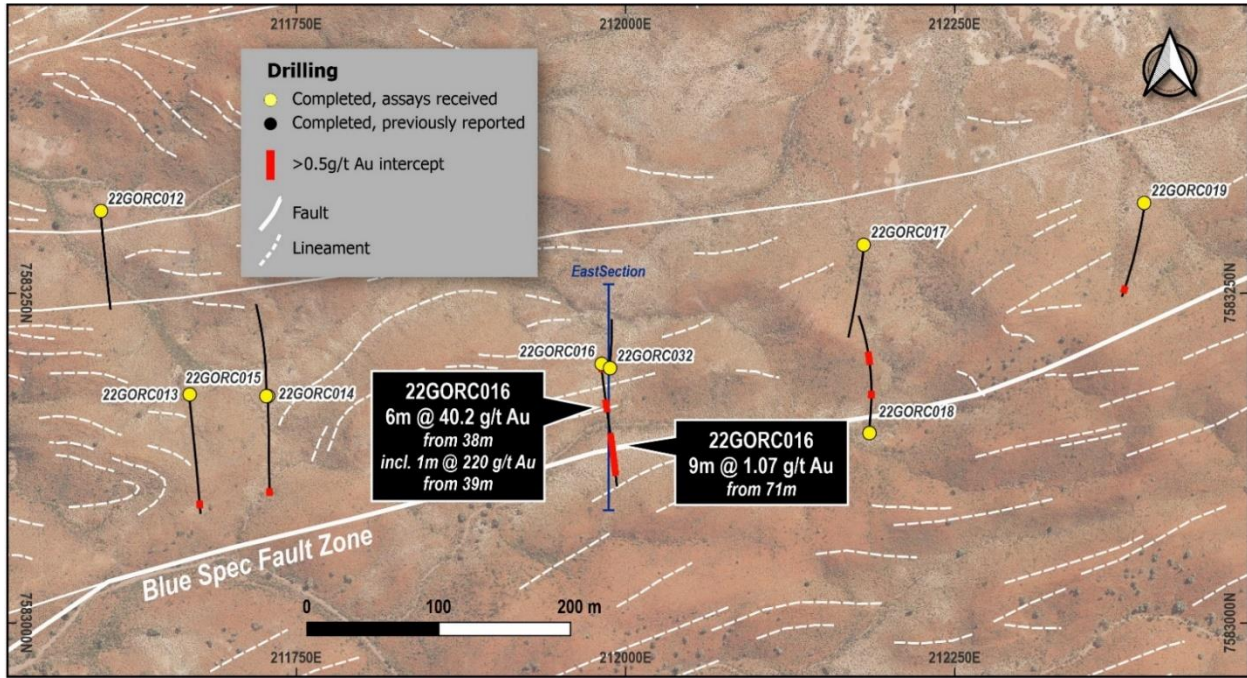 211750E
212000E
212250E
Drilling
Completed, assays received
Completed, previously reported
>0.5g/t Au intercept
Fault
Lineament
22GORC012
22GORC019
22GORC017
EastSection
7583250N
7583250N
22GORC016
22GORC032
22GORC013
22GORC015
22GORC014
22GORC018
22GORC016
6m @ 40.2 g/t Au
from 38m
incl. 1m @ 220 g/t Au
from 39m
22GORC016
9m @ 1.07 g/t Au
from 71m
Blue Spec Fault Zone
0
100
200 m
7583000N
7583000N
211750E
212000E
212250E